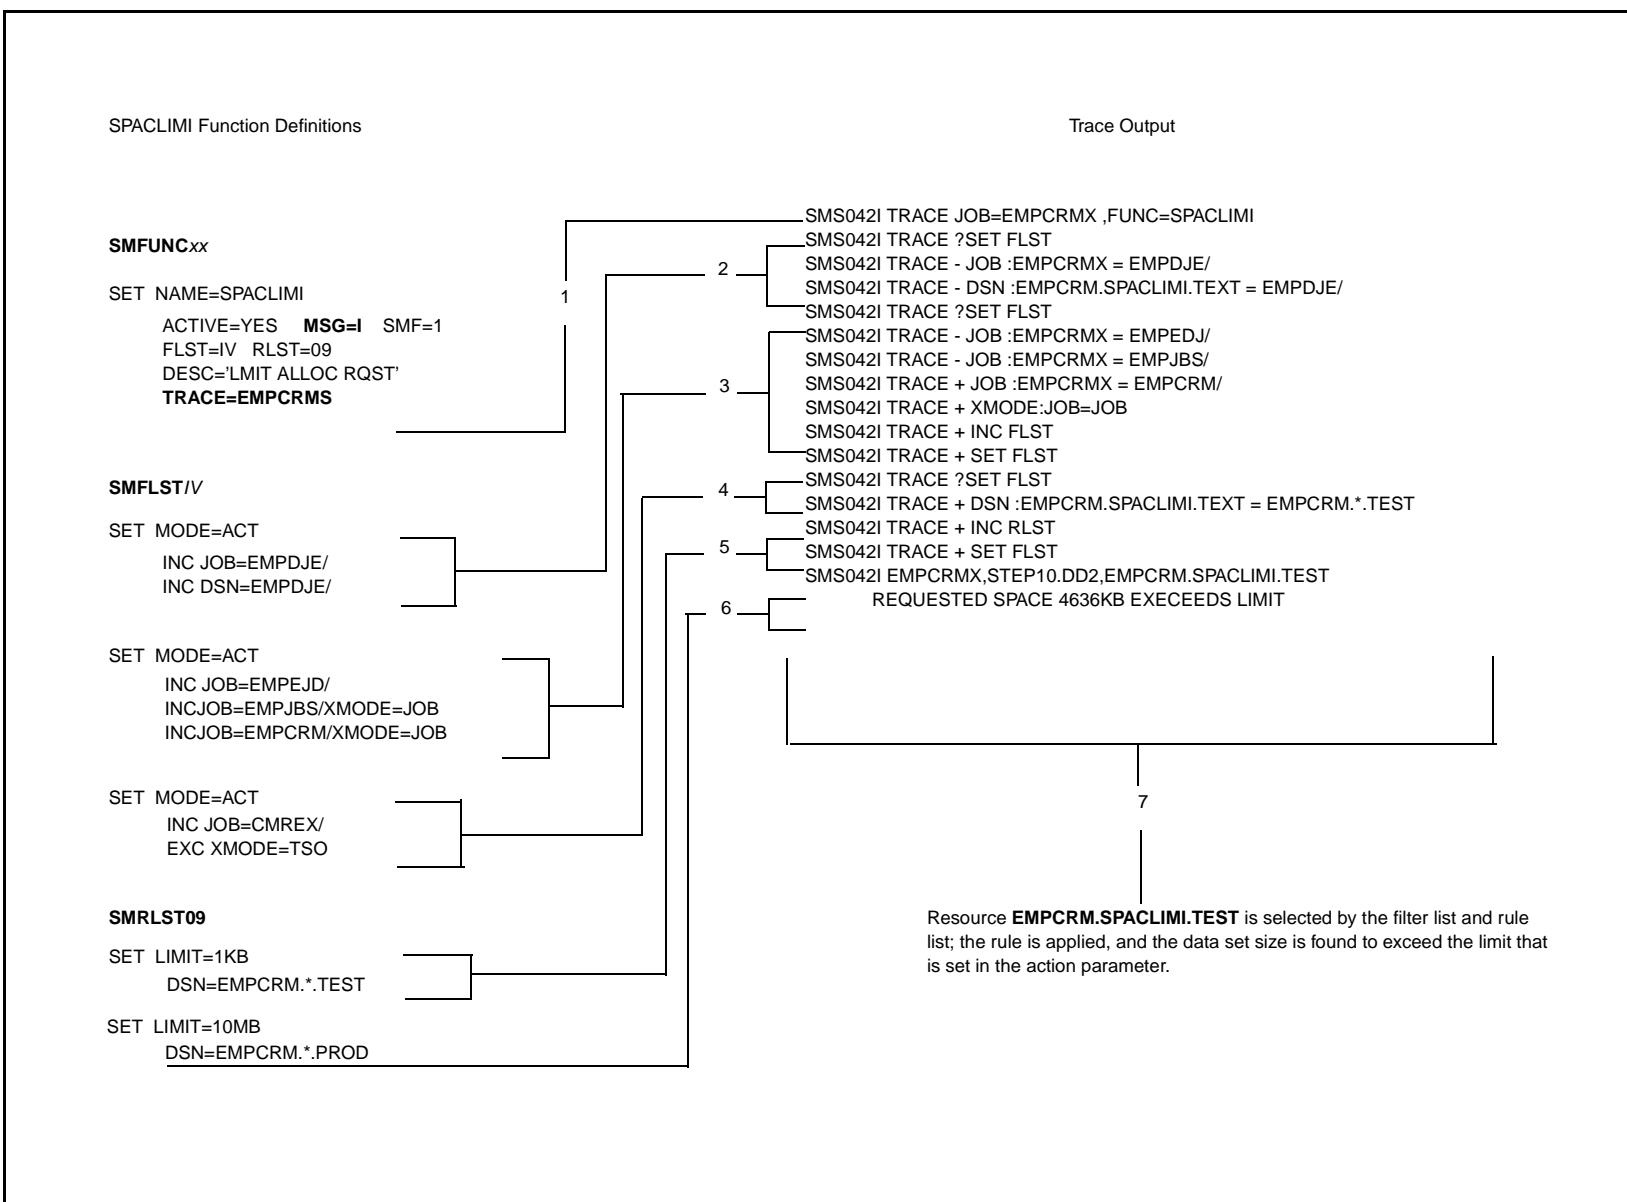 SPACLIMI Function Definitions
Trace Output
SMFUNCxx
SET NAME=SPACLIMI
ACTIVE=YES MSG=I SMF=1
FLST=IV RLST=09
DESC='LMIT ALLOC RQST'
TRACE=EMPCRMS
SMFLSTIV
SET MODE=ACT
INC JOB=EMPDJE/
INC DSN=EMPDJE/
SET MODE=ACT
INC JOB=EMPEJD/
INCJOB=EMPJBS/XMODE=JOB
INCJOB=EMPCRM/XMODE=JOB
SET MODE=ACT
INC JOB=CMREX/
EXC XMODE=TSO
SMRLST09
SET LIMIT=1KB
DSN=EMPCRM.*.TEST
SET LIMIT=10MB
DSN=EMPCRM.*.PROD
1
2
3
4
5
6
SMS042I TRACE JOB=EMPCRMX ,FUNC=SPACLIMI
SMS042I TRACE ?SET FLST
SMS042I TRACE - JOB :EMPCRMX = EMPDJE/
SMS042I TRACE - DSN :EMPCRM.SPACLIMI.TEXT = EMPDJE/
SMS042I TRACE ?SET FLST
SMS042I TRACE - JOB :EMPCRMX = EMPEDJ/
SMS042I TRACE - JOB :EMPCRMX = EMPJBS/
SMS042I TRACE + JOB :EMPCRMX = EMPCRM/
SMS042I TRACE + XMODE:JOB=JOB
SMS042I TRACE + INC FLST
SMS042I TRACE + SET FLST
SMS042I TRACE ?SET FLST
SMS042I TRACE + DSN :EMPCRM.SPACLIMI.TEXT = EMPCRM.*.TEST
SMS042I TRACE + INC RLST
SMS042I TRACE + SET FLST
SMS042I EMPCRMX,STEP10.DD2,EMPCRM.SPACLIMI.TEST
REQUESTED SPACE 4636KB EXECEEDS LIMIT
7
Resource EMPCRM.SPACLIMI.TEST is selected by the filter list and rule
list; the rule is applied, and the data set size is found to exceed the limit that
is set in the action parameter.